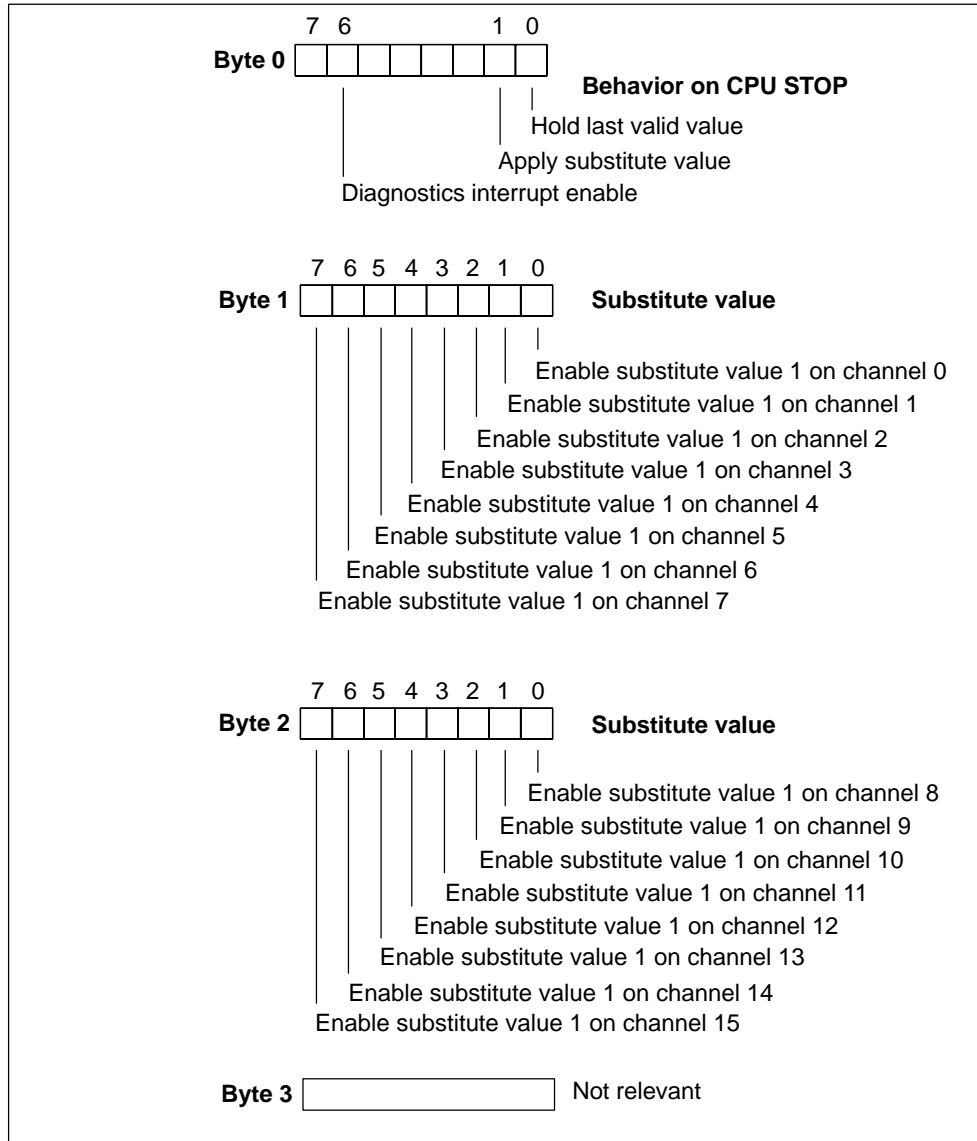 7 6 1 0
Byte 0
Behavior on CPU STOP
Hold last valid value
Apply substitute value
Diagnostics interrupt enable
7 6 5 4 3 2 1 0
Byte 1 Substitute value
Enable substitute value 1 on channel 0
Enable substitute value 1 on channel 1
Enable substitute value 1 on channel 2
Enable substitute value 1 on channel 3
Enable substitute value 1 on channel 4
Enable substitute value 1 on channel 5
Enable substitute value 1 on channel 6
Enable substitute value 1 on channel 7
7 6 5 4 3 2 1 0
Byte 2 Substitute value
Enable substitute value 1 on channel 8
Enable substitute value 1 on channel 9
Enable substitute value 1 on channel 10
Enable substitute value 1 on channel 11
Enable substitute value 1 on channel 12
Enable substitute value 1 on channel 13
Enable substitute value 1 on channel 14
Enable substitute value 1 on channel 15
Byte 3 Not relevant